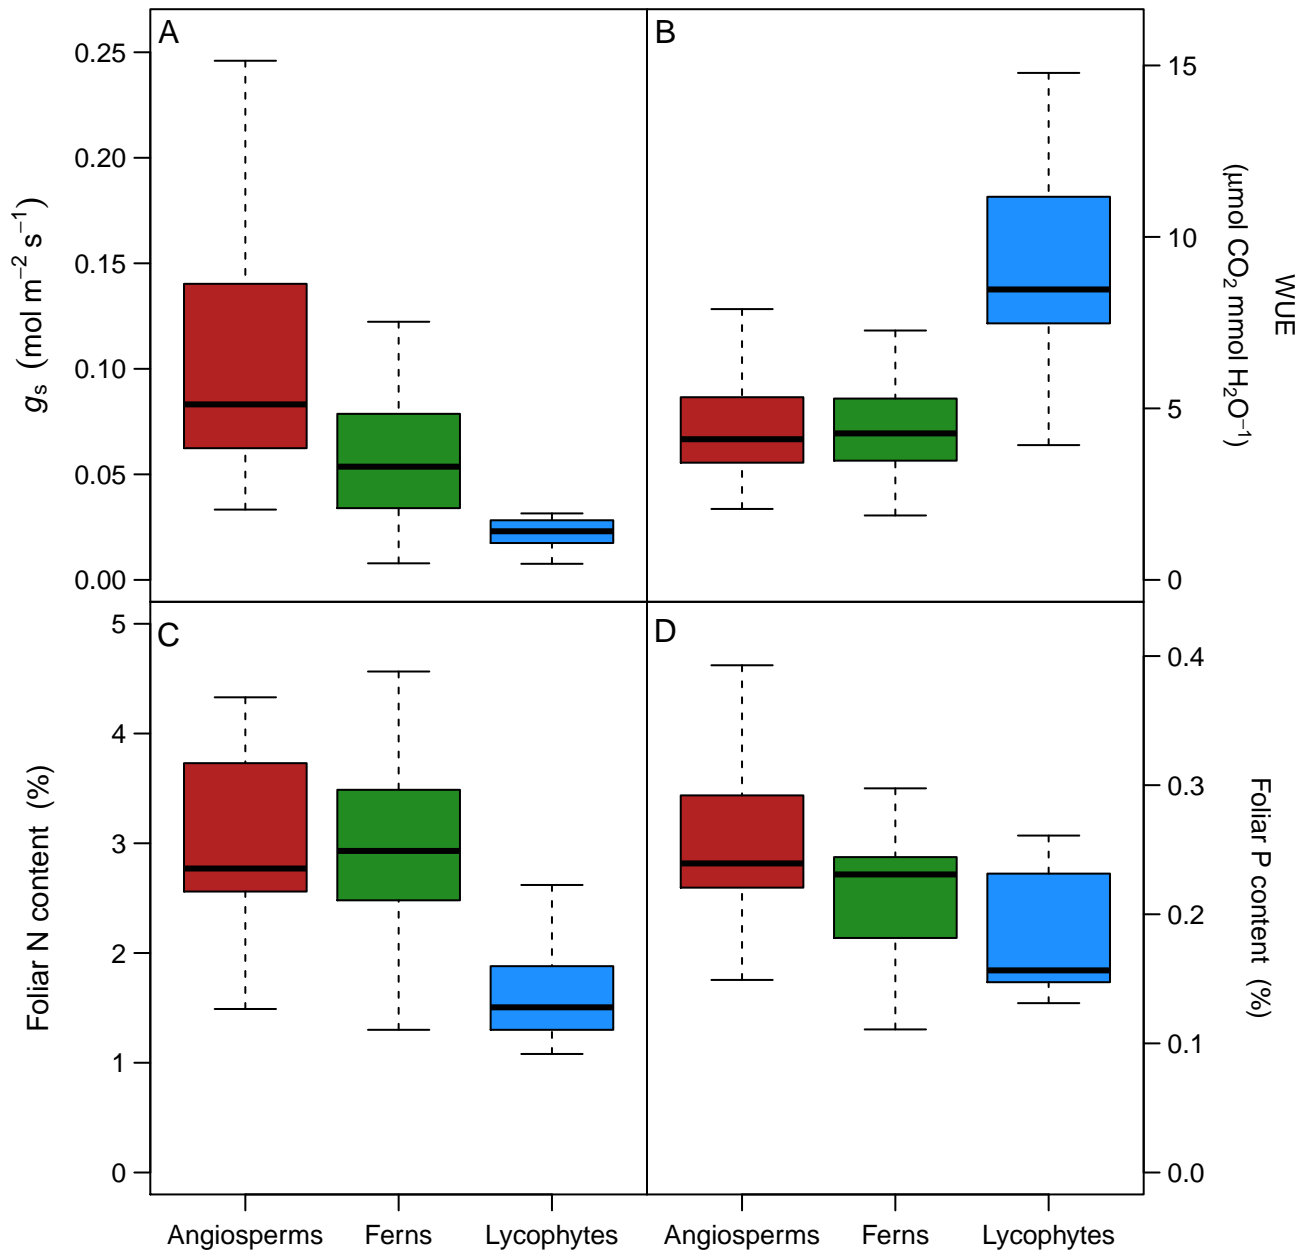 A
B
0.25
0.20
0.15
0.10
0.05
0.00
gₛ (mol m⁻² s⁻¹)
15
10
5
0
WUE
(μmol CO₂ mmol H₂O⁻¹)
C
D
5
4
3
2
1
0
Foliar N content (%)
0.4
0.3
0.2
0.1
0.0
Foliar P content (%)
Angiosperms Ferns Lycophytes
Angiosperms Ferns Lycophytes